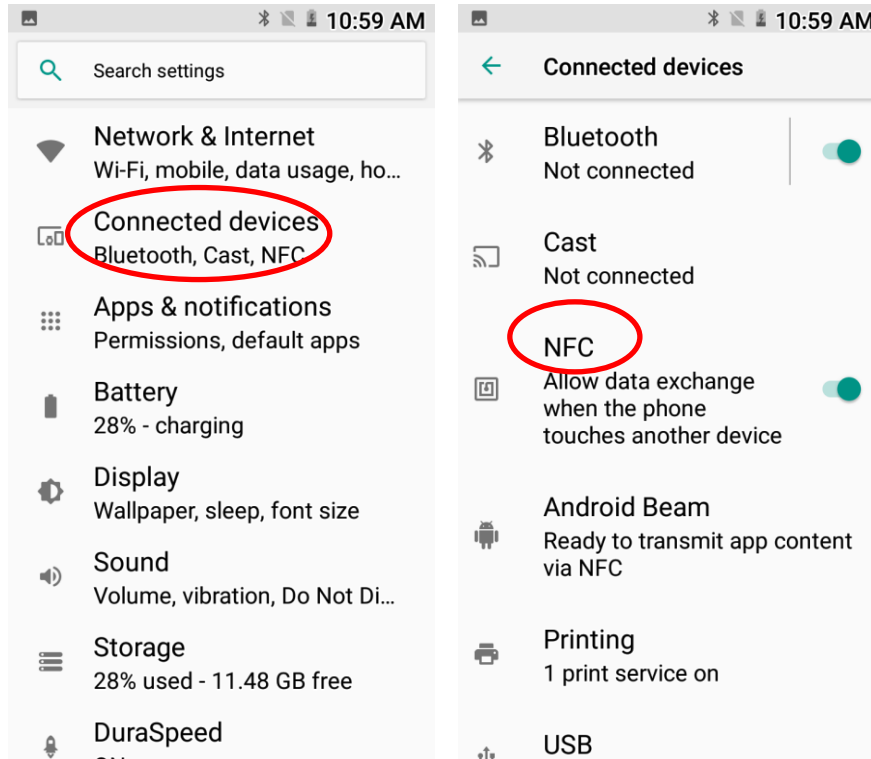 10:59 AM
Search settings
Network & Internet
Wi-Fi, mobile, data usage, ho...
Connected devices
Bluetooth, Cast, NFC
Apps & notifications
Permissions, default apps
Battery
28% - charging
Display
Wallpaper, sleep, font size
Sound
Volume, vibration, Do Not Di...
Storage
28% used - 11.48 GB free
DuraSpeed
10:59 AM
Connected devices
Bluetooth
Not connected
Cast
Not connected
NFC
Allow data exchange
when the phone
touches another device
Android Beam
Ready to transmit app content
via NFC
Printing
1 print service on
USB